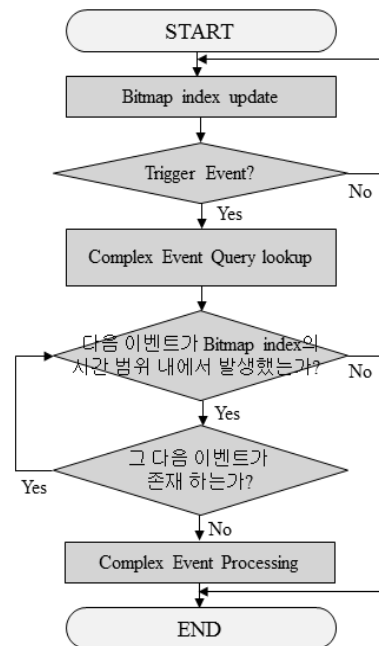 START
Bitmap index update
Trigger Event?
No
Yes
Complex Event Query lookup
다음 이벤트가 Bitmap index의
시간 범위 내에서 발생했는가?
No
Yes
그 다음 이벤트가
존재 하는가?
Yes
No
Complex Event Processing
END